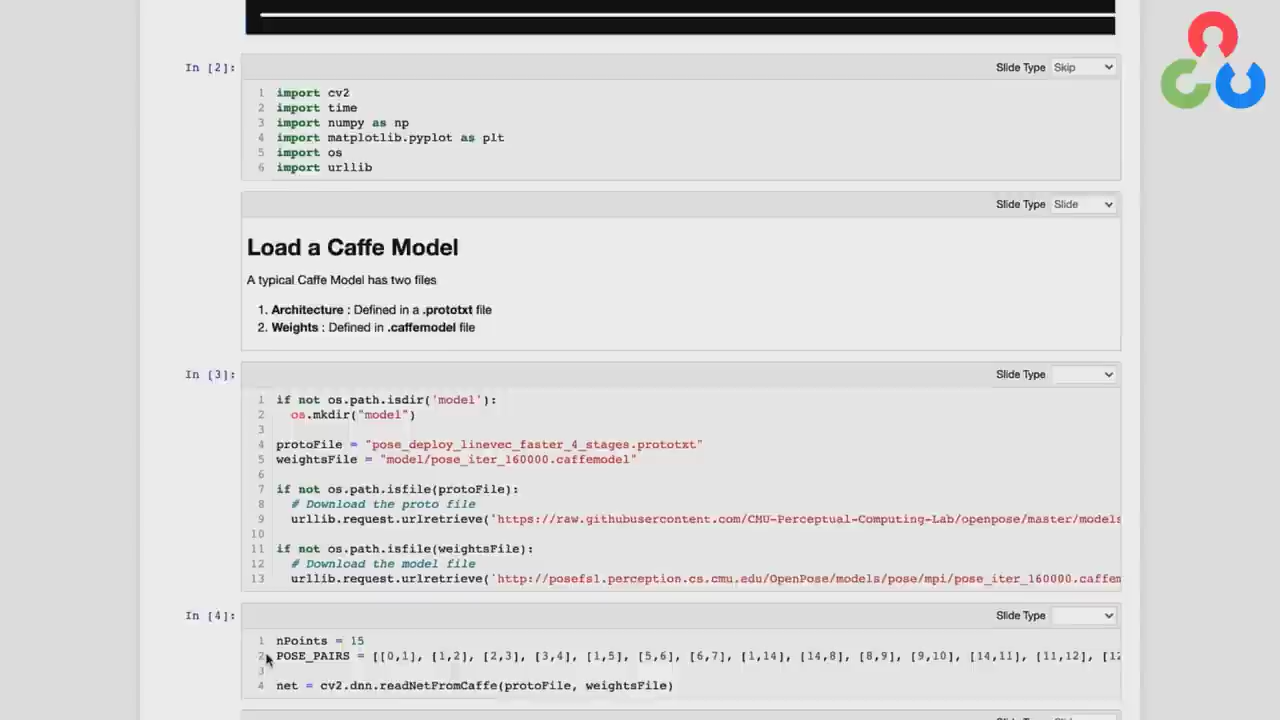 In [2]:
Slide Type Skip
1 import cv2
2 import time
3 import numpy as np
4 import matplotlib.pyplot as plt
5 import os
6 import urllib
Slide Type Slide
Load a Caffe Model
A typical Caffe Model has two files
1. Architecture : Defined in a .prototxt file
2. Weights : Defined in .caffemodel file
In [3]:
Slide Type
1 if not os.path.isdir('model'):
2 os.mkdir("model")
3
4 protoFile = "pose_deploy_linevec_faster_4_stages.prototxt"
5 weightsFile = "model/pose_iter_160000.caffemodel"
6
7 if not os.path.isfile(protoFile):
8 # Download the proto file
9 urllib.request.urlretrieve('https://raw.githubusercontent.com/CMU-Perceptual-Computing-Lab/openpose/master/models
10
11 if not os.path.isfile(weightsFile):
12 # Download the model file
13 urllib.request.urlretrieve('http://posefs1.perception.cs.cmu.edu/OpenPose/models/pose/mpi/pose_iter_160000.caffem
In [4]:
Slide Type
1 nPoints = 15
2 POSE_PAIRS = [[0,1], [1,2], [2,3], [3,4], [1,5], [5,6], [6,7], [1,14], [14,8], [8,9], [9,10], [14,11], [11,12], [12
3
4 net = cv2.dnn.readNetFromCaffe(protoFile, weightsFile)